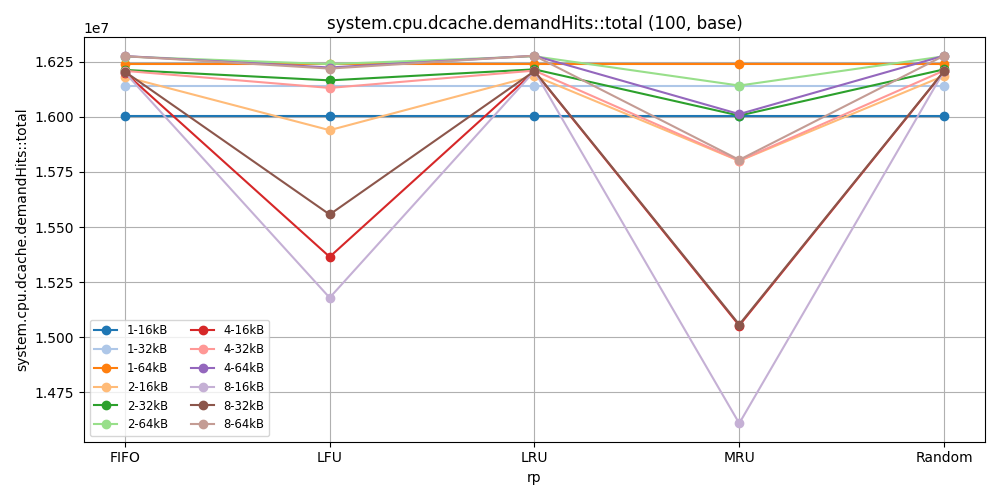 system.cpu.dcache.demandHits::total (100, base)
1e7
system.cpu.dcache.demandHits::total
1.625
1.600
1.575
1.550
1.525
1.500
1.475
1-16kB
1-32kB
1-64kB
2-16kB
2-32kB
2-64kB
4-16kB
4-32kB
4-64kB
8-16kB
8-32kB
8-64kB
FIFO
LFU
LRU
MRU
Random
rp